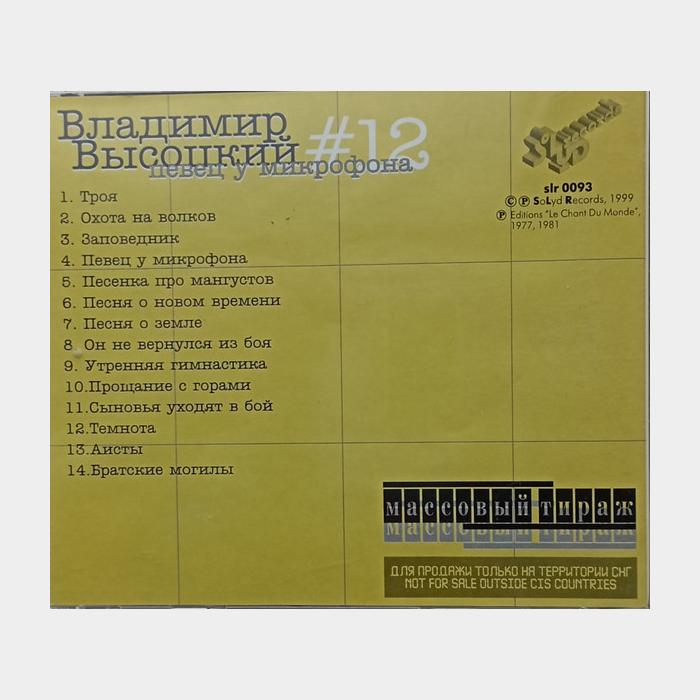 Владимир
Высоцкий #12
певец у микрофона
1. Троя
2. Охота на волков
3. Заповедник
4. Певец у микрофона
5. Песенка про мангустов
6. Песня о новом времени
7. Песня о земле
8. Он не вернулся из боя
9. Утренняя гимнастика
10.Прощание с горами
11.Сыновья уходят в бой
12.Темнота
13.Аисты
14.Братские могилы
slr 0093
© ℗ SoLyd Records, 1999
℗ Editions "Le Chant Du Monde",
1977, 1981
массовый тираж
ДЛЯ ПРОДАЖИ ТОЛЬКО НА ТЕРРИТОРИИ СНГ
NOT FOR SALE OUTSIDE CIS COUNTRIES